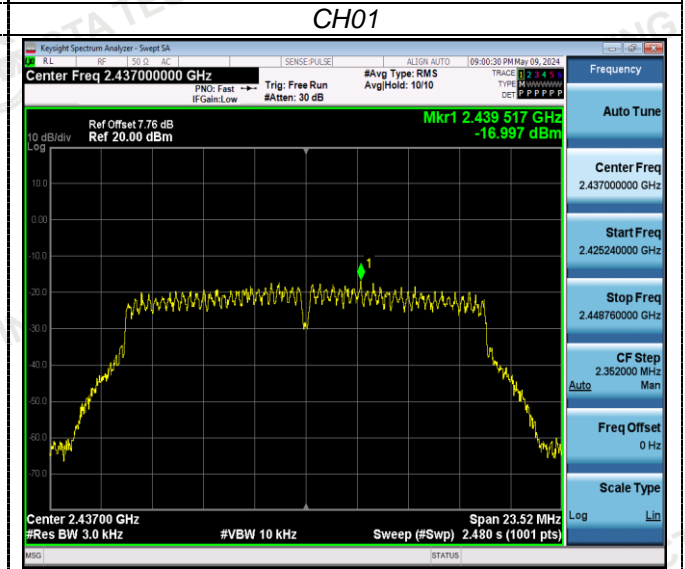 CH01
Keysight Spectrum Analyzer - Swept SA
RL RF 50 Ω AC SENSE:PULSE ALIGN AUTO 09:00:30 PM May 09, 2024
Center Freq 2.437000000 GHz
PNO: Fast
IFGain:Low
Trig: Free Run
#Atten: 30 dB
#Avg Type: RMS
Avg|Hold: 10/10
TRACE 1 2 3 4 5 6
TYPE M WWWWW
DET P P P P P P
Frequency
Auto Tune
Ref Offset 7.76 dB
10 dB/div Ref 20.00 dBm
Log
Mkr1 2.439 517 GHz
-16.997 dBm
10.0
0.00
-10.0
-20.0
-30.0
-40.0
-50.0
-60.0
-70.0
1
Center Freq
2.437000000 GHz
Start Freq
2.425240000 GHz
Stop Freq
2.448760000 GHz
CF Step
2.352000 MHz
Auto Man
Freq Offset
0 Hz
Scale Type
Log Lin
Center 2.43700 GHz Span 23.52 MHz
#Res BW 3.0 kHz #VBW 10 kHz Sweep (#Swp) 2.480 s (1001 pts)
MSG STATUS